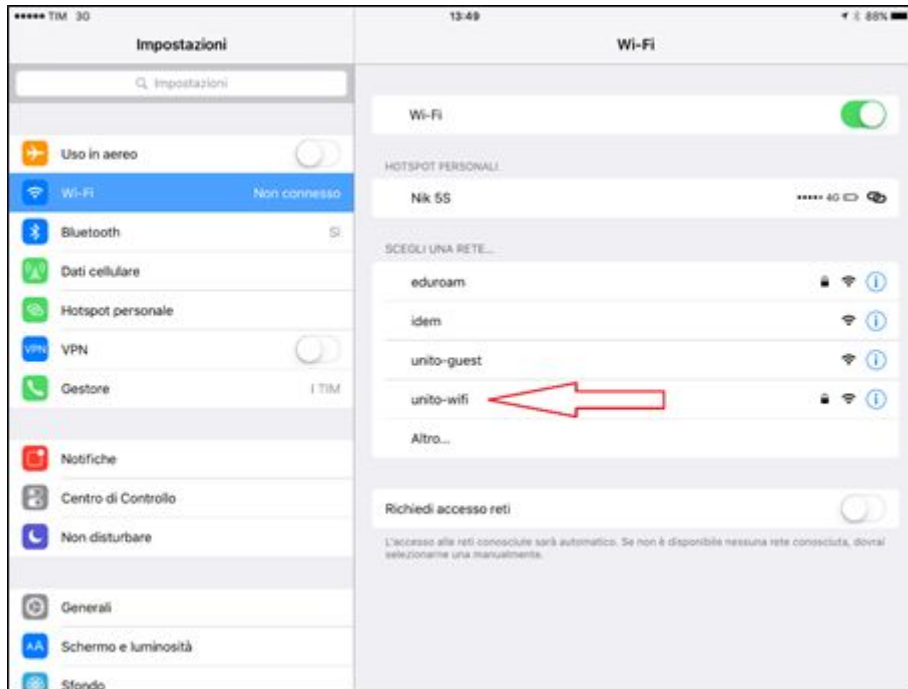 TIM 3G
13:49
88%
Impostazioni
Wi-Fi
Impostazioni
Uso in aereo
Wi-Fi
Non connesso
Bluetooth
Sì
Dati cellulare
Hotspot personale
VPN
VPN
Gestore
I TIM
Notifiche
Centro di Controllo
Non disturbare
Generali
AA
Schermo e luminosità
Sfondo
Wi-Fi
HOTSPOT PERSONALI
Nik 5S
4G
SCEGLI UNA RETE...
eduroam
idem
unito-guest
unito-wifi
Altro...
Richiedi accesso reti
L'accesso alle reti conosciute sarà automatico. Se non è disponibile nessuna rete conosciuta, dovrai
selezionarne una manualmente.